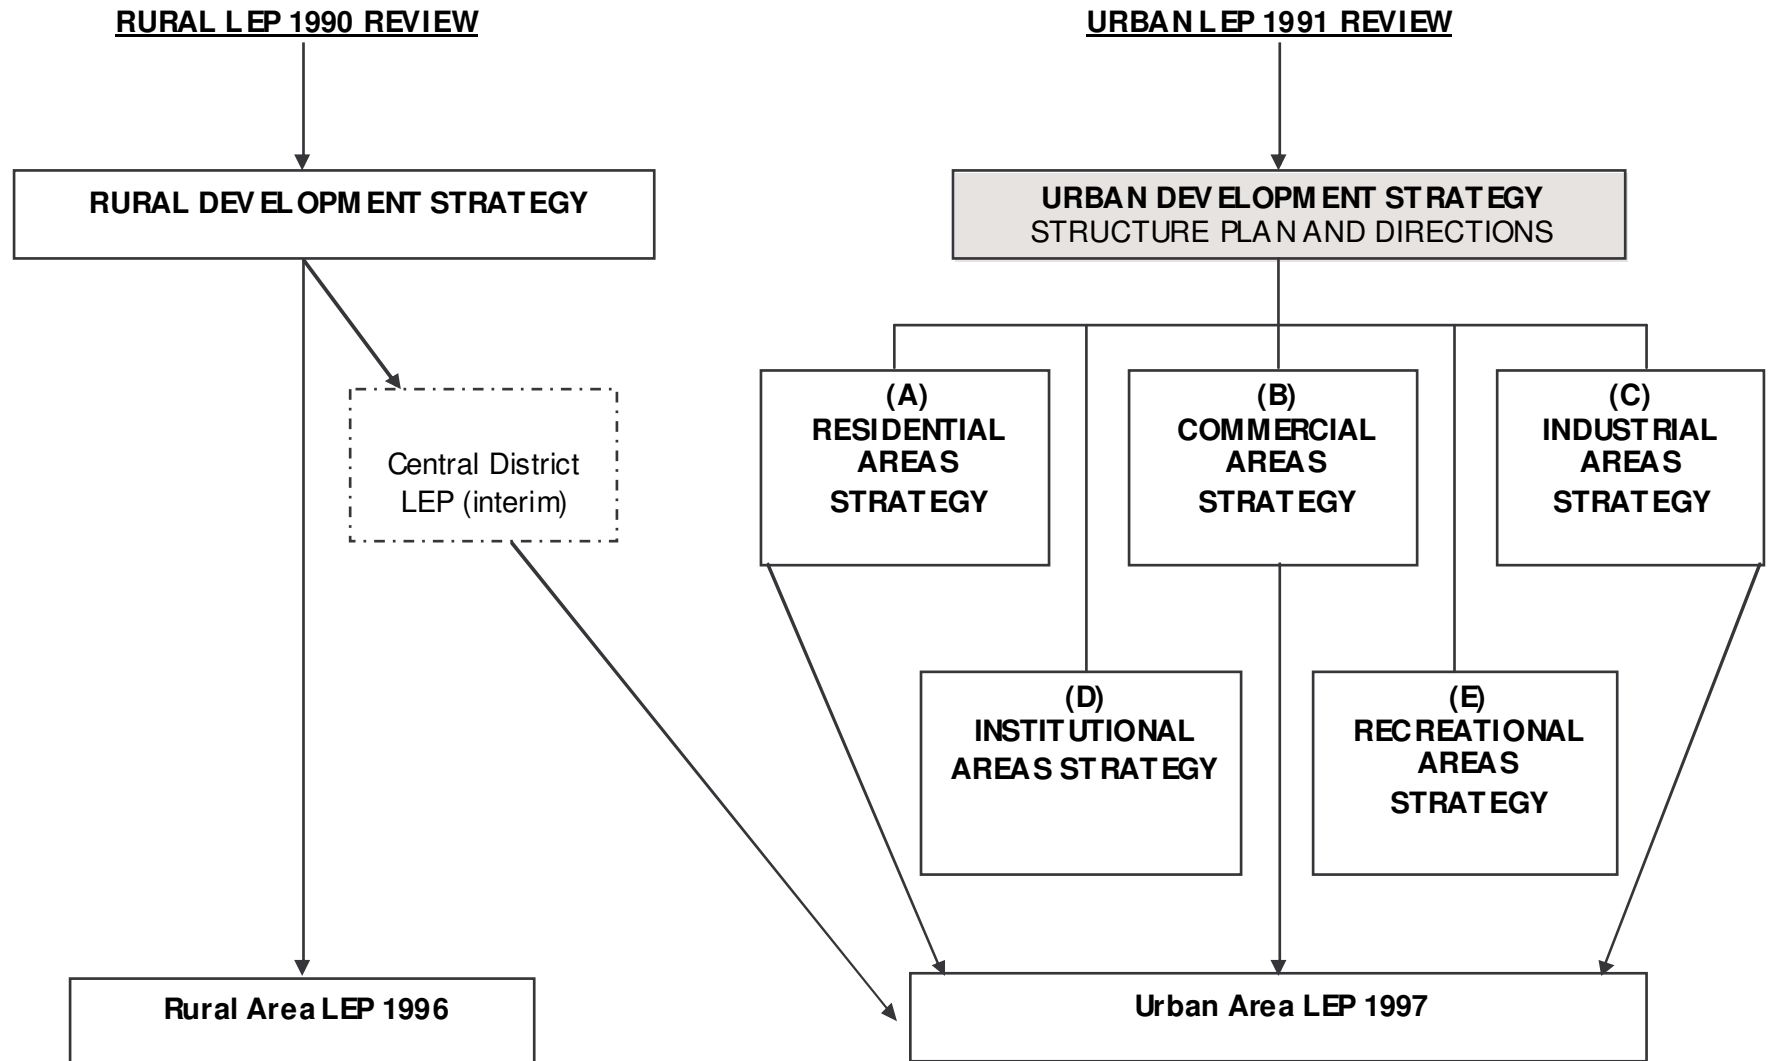 RURAL LEP 1990 REVIEW
URBAN LEP 1991 REVIEW
RURAL DEVELOPMENT STRATEGY
URBAN DEVELOPMENT STRATEGY
STRUCTURE PLAN AND DIRECTIONS
Central District
LEP (interim)
(A)
RESIDENTIAL
AREAS
STRATEGY
(B)
COMMERCIAL
AREAS
STRATEGY
(C)
INDUSTRIAL
AREAS
STRATEGY
(D)
INSTITUTIONAL
AREAS STRATEGY
(E)
RECREATIONAL
AREAS
STRATEGY
Rural Area LEP 1996
Urban Area LEP 1997